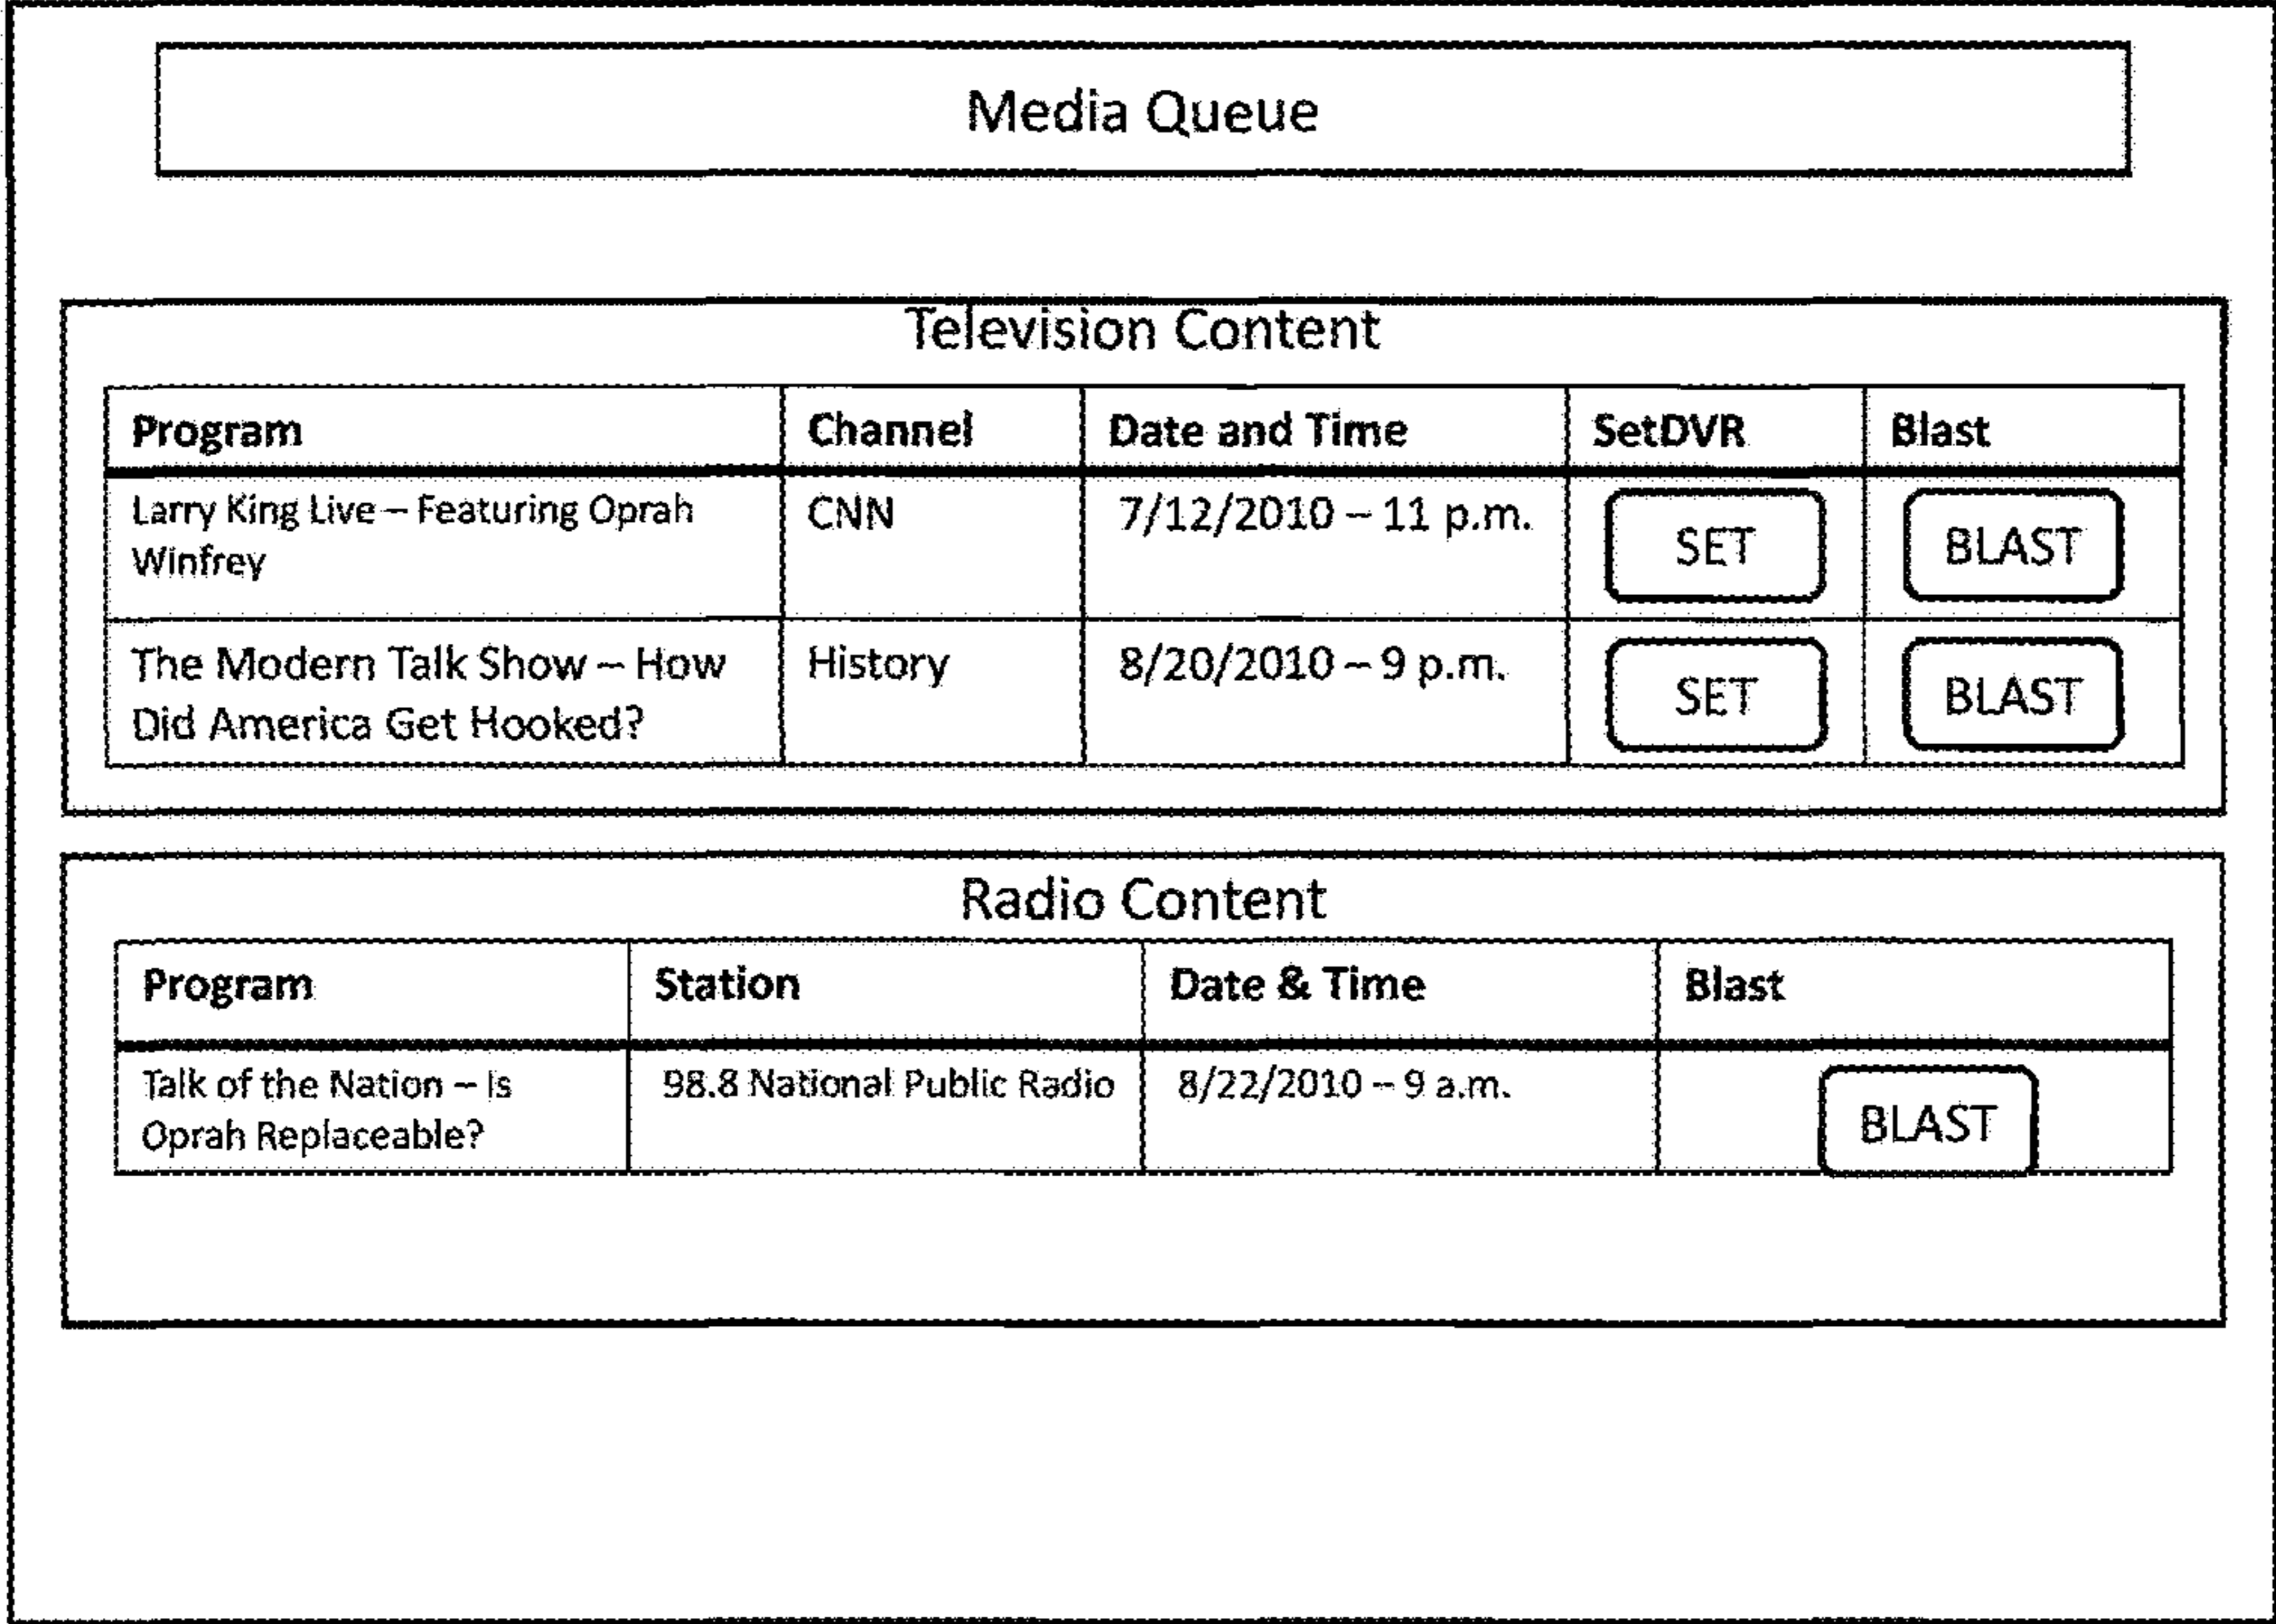 Media Queue
Television Content
Program Channel Date and Time SetDVR Blast
Larry King Live – Featuring Oprah CNN 7/12/2010 – 11 p.m. SET BLAST
Winfrey
The Modern Talk Show – How History 8/20/2010 – 9 p.m. SET BLAST
Did America Get Hooked?
Radio Content
Program Station Date & Time Blast
Talk of the Nation – Is 98.8 National Public Radio 8/22/2010 – 9 a.m. BLAST
Oprah Replaceable?